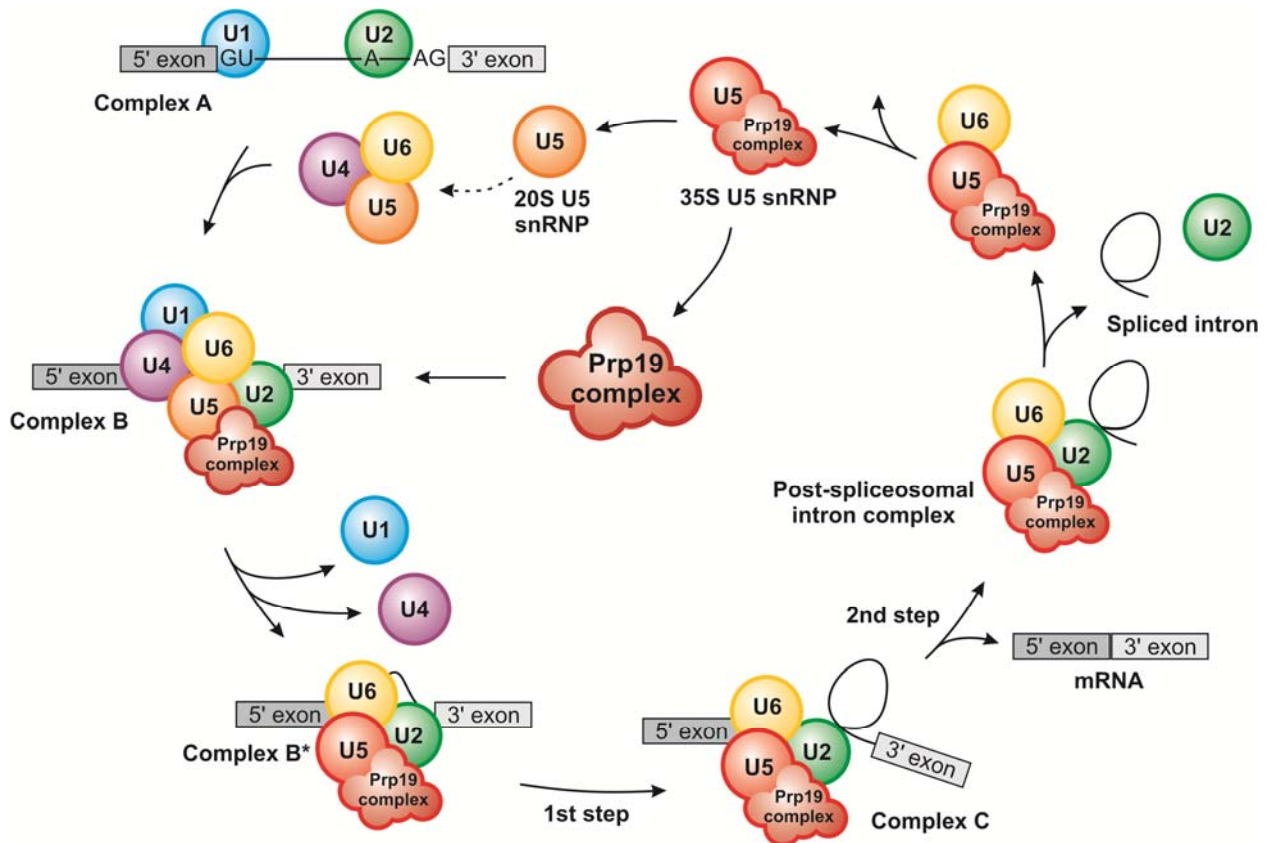 U1
U2
5' exon
GU
A
AG
3' exon
Complex A
U4
U6
U5
U5
20S U5
snRNP
U5
Prp19
complex
35S U5 snRNP
U6
U5
Prp19
complex
U2
Spliced intron
U1
U4
U6
5' exon
3' exon
U5
U2
Prp19
complex
Complex B
Prp19
complex
U6
U2
U5
Prp19
complex
Post-spliceosomal
intron complex
U1
U4
U6
5' exon
3' exon
U5
U2
Prp19
complex
Complex B*
1st step
U6
5' exon
U5
U2
3' exon
Prp19
complex
Complex C
2nd step
5' exon
3' exon
mRNA